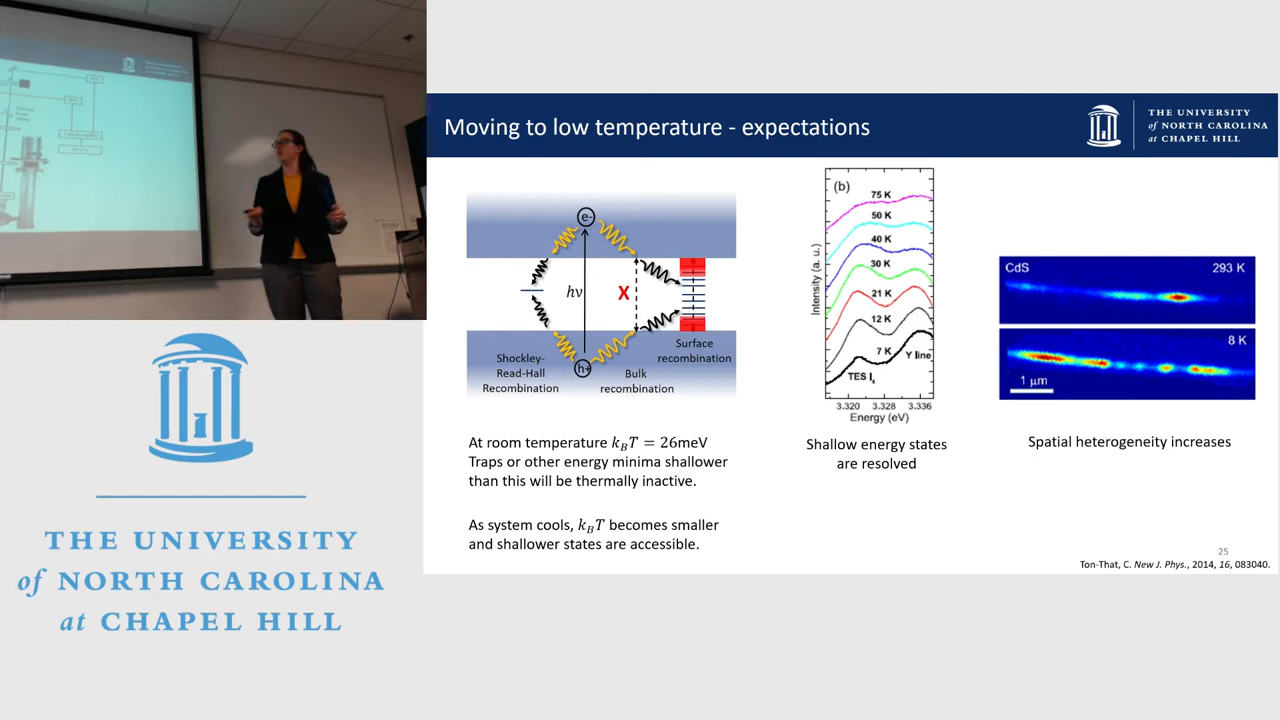 Moving to low temperature - expectations
THE UNIVERSITY
of NORTH CAROLINA
at CHAPEL HILL
e-
hν
X
h+
Shockley-
Read-Hall
Recombination
Bulk
recombination
Surface
recombination
At room temperature k_BT = 26meV
Traps or other energy minima shallower
than this will be thermally inactive.
As system cools, k_BT becomes smaller
and shallower states are accessible.
(b)
75 K
50 K
40 K
30 K
21 K
12 K
7 K
Y line
TES I₄
Intensity (a. u.)
3.320 3.328 3.336
Energy (eV)
Shallow energy states
are resolved
CdS 293 K
8 K
1 μm
Spatial heterogeneity increases
25
Ton-That, C. New J. Phys., 2014, 16, 083040.
THE UNIVERSITY
of NORTH CAROLINA
at CHAPEL HILL